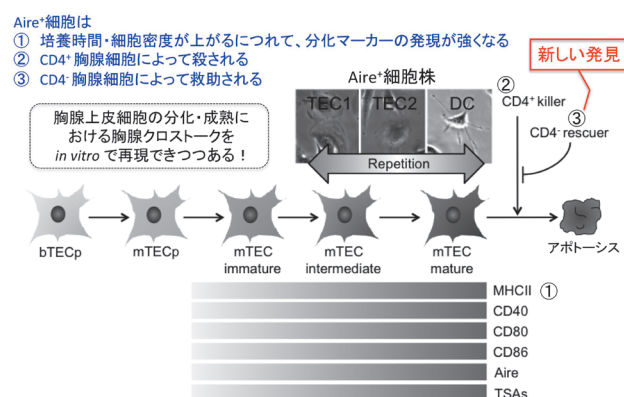 Aire⁺細胞は
① 培養時間・細胞密度が上がるにつれて、分化マーカーの発現が強くなる
② CD4⁺胸腺細胞によって殺される
③ CD4⁻胸腺細胞によって救助される
新しい発見
胸腺上皮細胞の分化・成熟に
おける胸腺クロストークを
in vitro で再現できつつある！
Aire⁺細胞株
TEC1 TEC2 DC
Repetition
②
CD4⁺killer
③
CD4⁻rescuer
bTECp
mTECp
mTEC
immature
mTEC
intermediate
mTEC
mature
アポトーシス
MHCII ①
CD40
CD80
CD86
Aire
TSAs